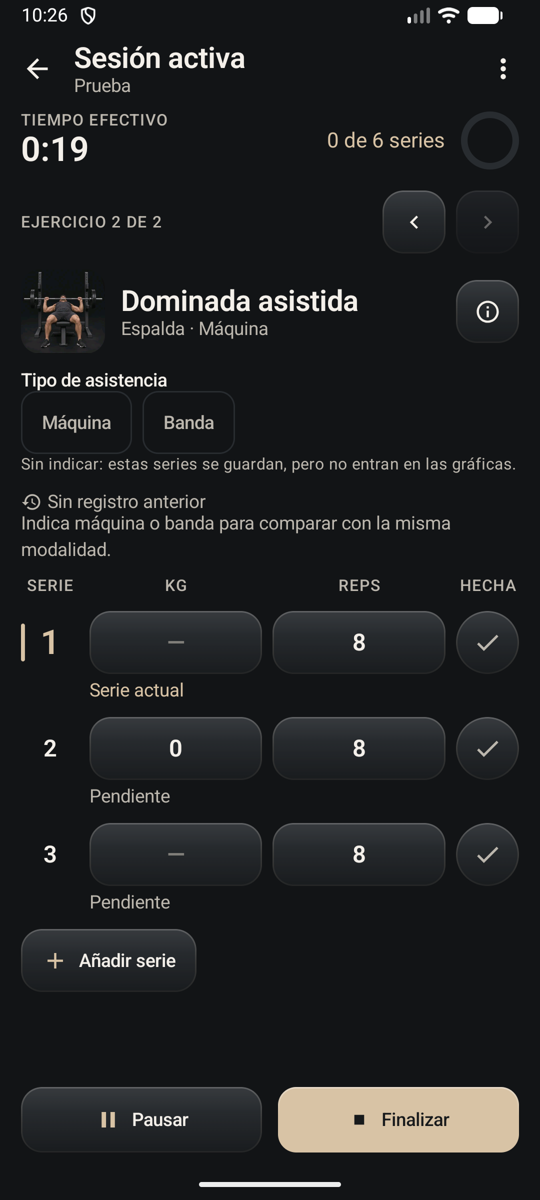 10:26
Sesión activa
Prueba
TIEMPO EFECTIVO
0:19
0 de 6 series
EJERCICIO 2 DE 2
Dominada asistida
Espalda · Máquina
Tipo de asistencia
Máquina
Banda
Sin indicar: estas series se guardan, pero no entran en las gráficas.
Sin registro anterior
Indica máquina o banda para comparar con la misma
modalidad.
SERIE KG REPS HECHA
1 – 8
Serie actual
2 0 8
Pendiente
3 – 8
Pendiente
+ Añadir serie
Pausar
Finalizar